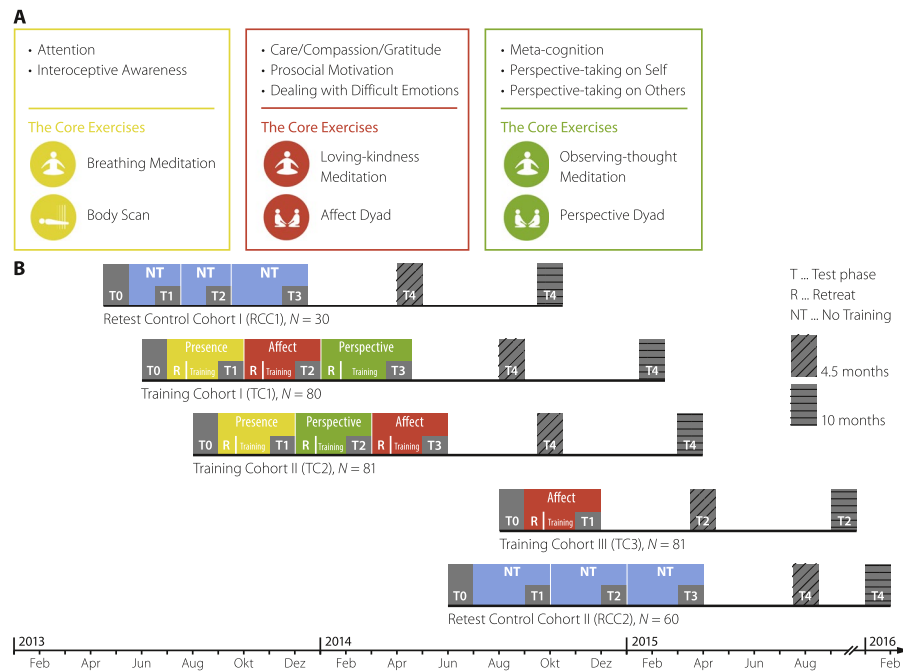 A
• Attention
• Interoceptive Awareness
The Core Exercises
Breathing Meditation
Body Scan
• Care/Compassion/Gratitude
• Prosocial Motivation
• Dealing with Difficult Emotions
The Core Exercises
Loving-kindness
Meditation
Affect Dyad
• Meta-cognition
• Perspective-taking on Self
• Perspective-taking on Others
The Core Exercises
Observing-thought
Meditation
Perspective Dyad
B
NT NT NT
T0 T1 T2 T3 T4 T4
Retest Control Cohort I (RCC1), N = 30
T ... Test phase
R ... Retreat
NT ... No Training
4.5 months
10 months
Presence Affect Perspective
T0 R Training T1 R Training T2 R Training T3 T4 T4
Training Cohort I (TC1), N = 80
Presence Perspective Affect
T0 R Training T1 R Training T2 R Training T3 T4 T4
Training Cohort II (TC2), N = 81
Affect
T0 R Training T1 T2 T2
Training Cohort III (TC3), N = 81
NT NT NT
T0 T1 T2 T3 T4 T4
Retest Control Cohort II (RCC2), N = 60
2013 2014 2015 2016
Feb Apr Jun Aug Okt Dez Feb Apr Jun Aug Okt Dez Feb Apr Jun Aug Feb